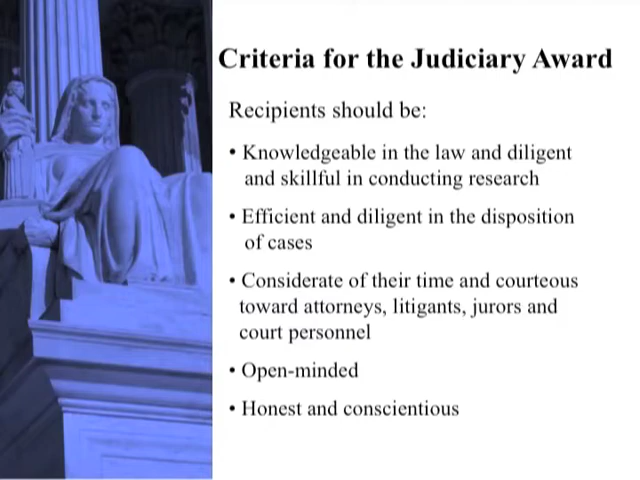 Criteria for the Judiciary Award
Recipients should be:
• Knowledgeable in the law and diligent
and skillful in conducting research
• Efficient and diligent in the disposition
of cases
• Considerate of their time and courteous
toward attorneys, litigants, jurors and
court personnel
• Open-minded
• Honest and conscientious